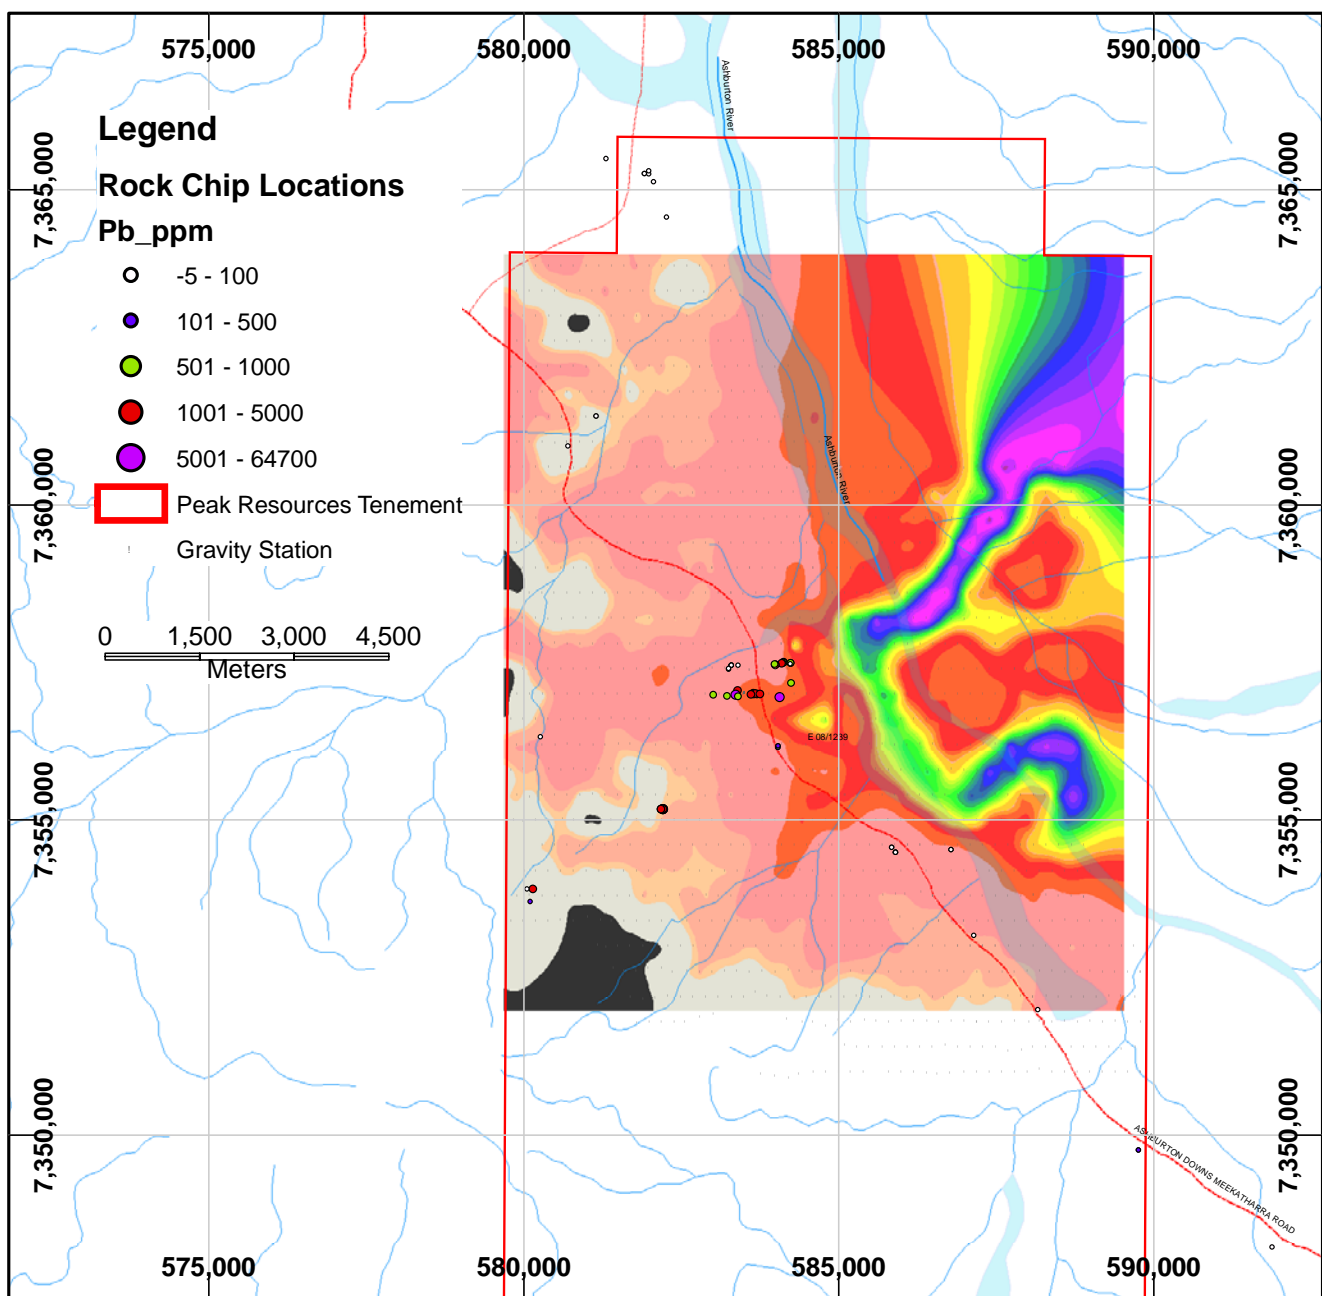 575,000
580,000
585,000
590,000
Ashburton River
Legend
Rock Chip Locations
Pb_ppm
-5 - 100
101 - 500
501 - 1000
1001 - 5000
5001 - 64700
Peak Resources Tenement
Gravity Station
0 1,500 3,000 4,500
Meters
7,365,000
7,365,000
7,360,000
7,360,000
Ashburton River
E 08/1239
7,355,000
7,355,000
7,350,000
7,350,000
ASHBURTON DOWNS MEEKATHARRA ROAD
575,000
580,000
585,000
590,000